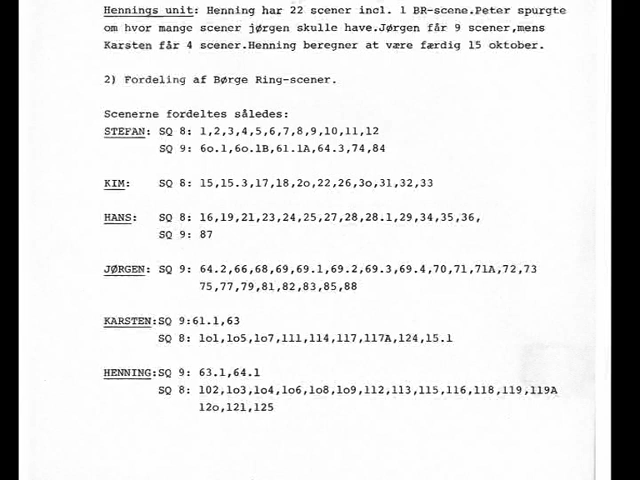 Hennings unit: Henning har 22 scener incl. 1 BR-scene.Peter spurgte
om hvor mange scener jørgen skulle have.Jørgen får 9 scener,mens
Karsten får 4 scener.Henning beregner at være færdig 15 oktober.
2) Fordeling af Børge Ring-scener.
Scenerne fordeltes således:
STEFAN: SQ 8: 1,2,3,4,5,6,7,8,9,10,11,12
SQ 9: 6o.1,6o.1B,61.1A,64.3,74,84
KIM: SQ 8: 15,15.3,17,18,2o,22,26,3o,31,32,33
HANS: SQ 8: 16,19,21,23,24,25,27,28,28.1,29,34,35,36,
SQ 9: 87
JØRGEN: SQ 9: 64.2,66,68,69,69.1,69.2,69.3,69.4,70,71,71A,72,73
75,77,79,81,82,83,85,88
KARSTEN:SQ 9:61.1,63
SQ 8: 1o1,1o5,1o7,111,114,117,117A,124,15.1
HENNING:SQ 9: 63.1,64.1
SQ 8: 102,1o3,1o4,1o6,1o8,1o9,112,113,115,116,118,119,119A
12o,121,125